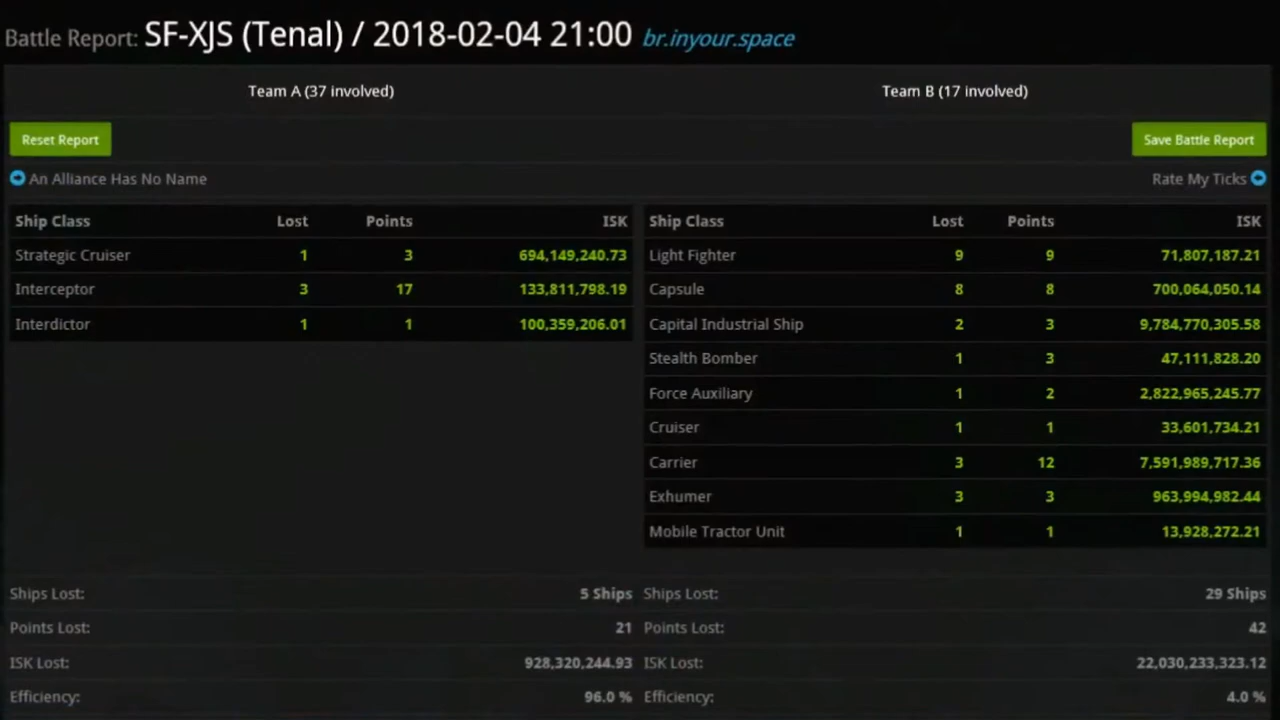 Battle Report: SF-XJS (Tenal) / 2018-02-04 21:00 br.inyour.space
Team A (37 involved) Team B (17 involved)
Reset Report Save Battle Report
An Alliance Has No Name Rate My Ticks
Ship Class Lost Points ISK Ship Class Lost Points ISK
Strategic Cruiser 1 3 694,149,240.73 Light Fighter 9 9 71,807,187.21
Interceptor 3 17 133,811,798.19 Capsule 8 8 700,064,050.14
Interdictor 1 1 100,359,206.01 Capital Industrial Ship 2 3 9,784,770,305.58
Stealth Bomber 1 3 47,111,828.20
Force Auxiliary 1 2 2,822,965,245.77
Cruiser 1 1 33,601,734.21
Carrier 3 12 7,591,989,717.36
Exhumer 3 3 963,994,982.44
Mobile Tractor Unit 1 1 13,928,272.21
Ships Lost: 5 Ships Ships Lost: 29 Ships
Points Lost: 21 Points Lost: 42
ISK Lost: 928,320,244.93 ISK Lost: 22,030,233,323.12
Efficiency: 96.0 % Efficiency: 4.0 %